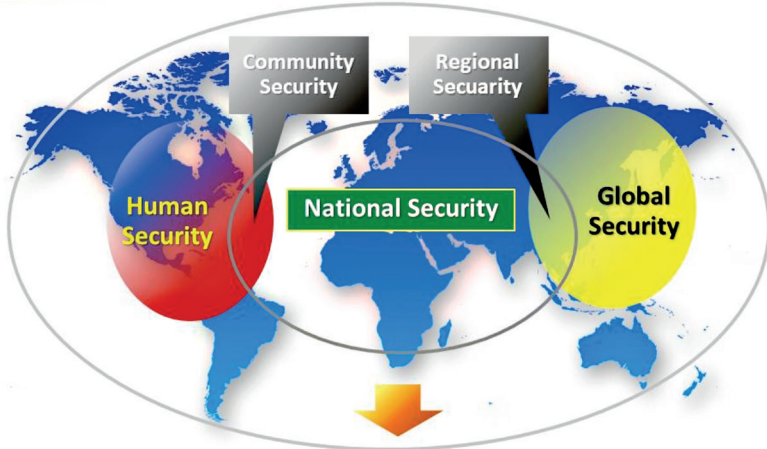 Community
Security
Regional
Secuarity
Human
Security
National Security
Global
Security